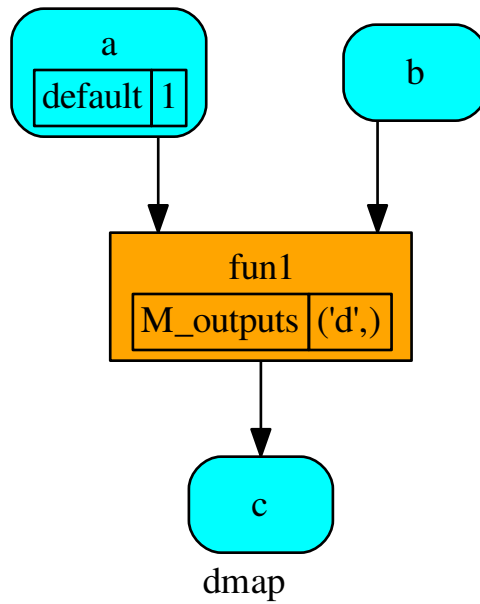 a
default 1
b
fun1
M_outputs ('d',)
c
dmap